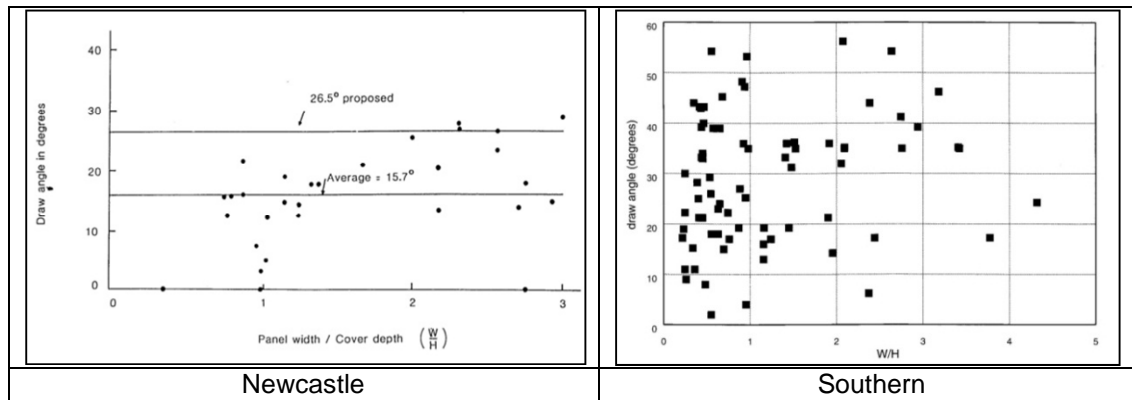 40
30
20
10
0
Draw angle in degrees
26.5° proposed
Average = 15.7°
0 1 2 3
Panel width / Cover depth (W/H)
Newcastle
60
50
40
30
20
10
0
draw angle (degrees)
0 1 2 3 4 5
W/H
Southern